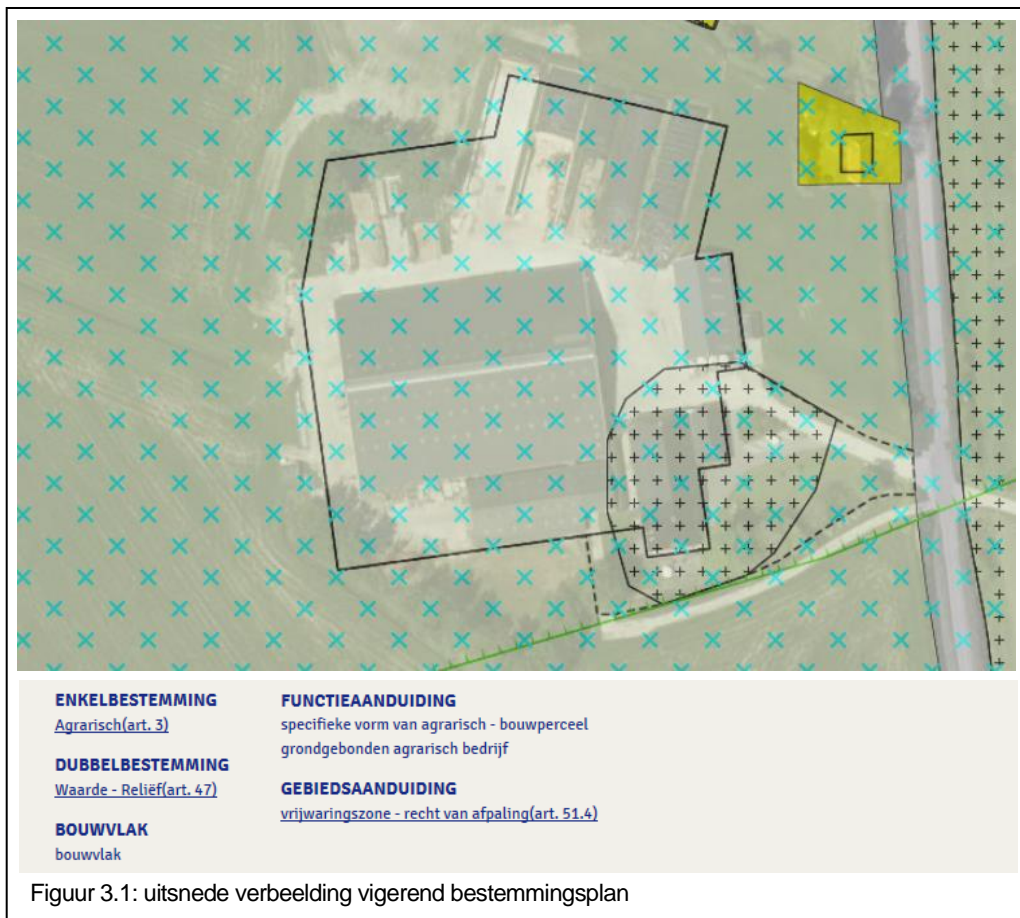 ENKELBESTEMMING
Agrarisch(art. 3)
DUBBELBESTEMMING
Waarde - Reliëf(art. 47)
BOUWVLAK
bouwvlak
FUNCTIEAANDUIDING
specifieke vorm van agrarisch - bouwperceel
grondgebonden agrarisch bedrijf
GEBIEDSAANDUIDING
vrijwaringszone - recht van afpaling(art. 51.4)
Figuur 3.1: uitsnede verbeelding vigerend bestemmingsplan